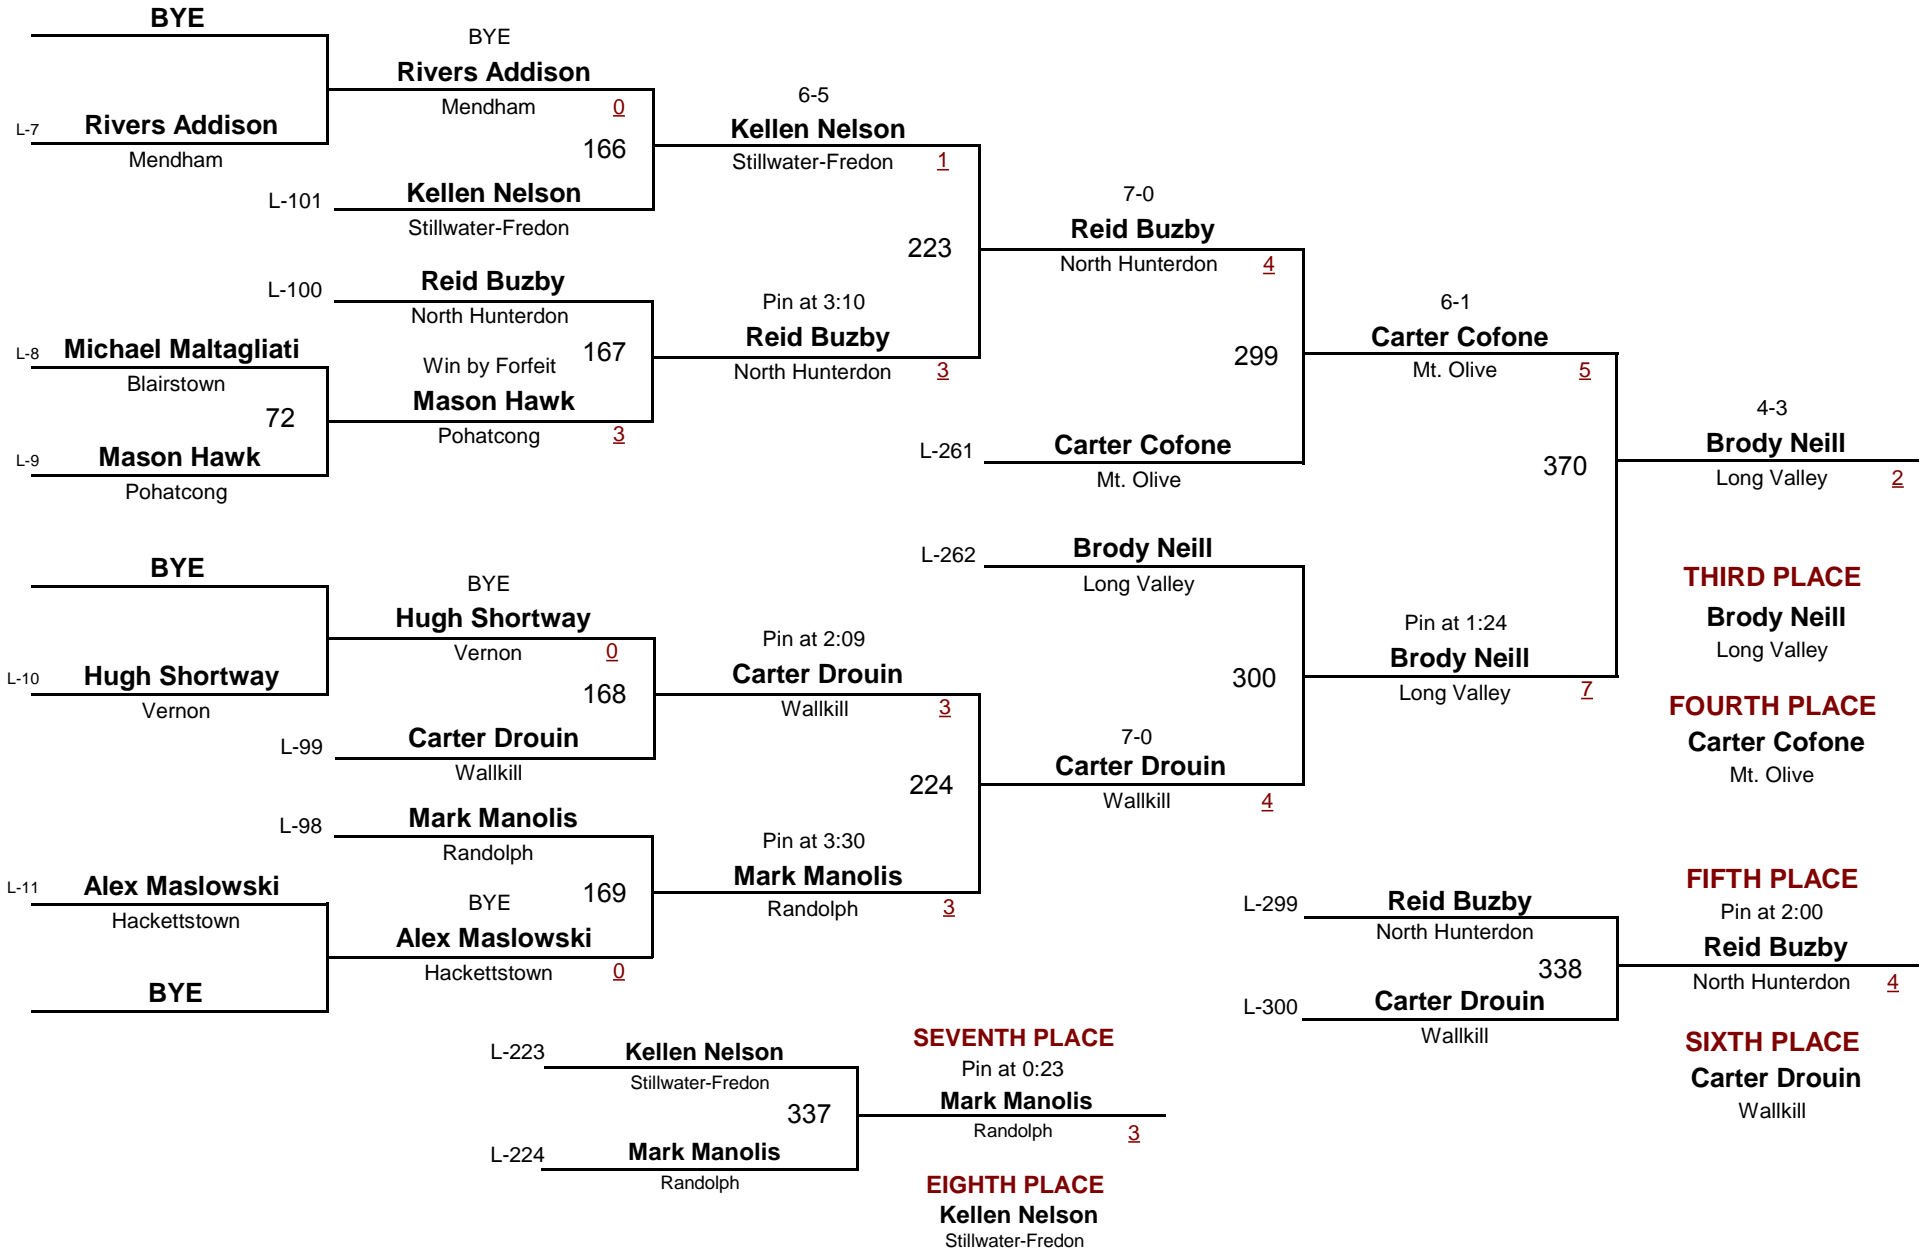 BYE
L-7 Rivers Addison
Mendham
BYE
Rivers Addison
Mendham 0
166
L-101 Kellen Nelson
Stillwater-Fredon
6-5
Kellen Nelson
Stillwater-Fredon 1
L-100 Reid Buzby
North Hunterdon
L-8 Michael Maltagliati
Blairstown
72
L-9 Mason Hawk
Pohatcong
Win by Forfeit
167
Mason Hawk
Pohatcong 3
Pin at 3:10
Reid Buzby
North Hunterdon 3
223
7-0
Reid Buzby
North Hunterdon 4
299
L-261 Carter Cofone
Mt. Olive
6-1
Carter Cofone
Mt. Olive 5
370
4-3
Brody Neill
Long Valley 2
BYE
L-10 Hugh Shortway
Vernon
BYE
Hugh Shortway
Vernon 0
168
L-99 Carter Drouin
Wallkill
Pin at 2:09
Carter Drouin
Wallkill 3
L-98 Mark Manolis
Randolph
L-11 Alex Maslowski
Hackettstown
BYE
BYE
169
Alex Maslowski
Hackettstown 0
Pin at 3:30
Mark Manolis
Randolph 3
224
7-0
Carter Drouin
Wallkill 4
L-262 Brody Neill
Long Valley
300
Pin at 1:24
Brody Neill
Long Valley 7
THIRD PLACE
Brody Neill
Long Valley
FOURTH PLACE
Carter Cofone
Mt. Olive
L-299 Reid Buzby
North Hunterdon
338
L-300 Carter Drouin
Wallkill
FIFTH PLACE
Pin at 2:00
Reid Buzby
North Hunterdon 4
SIXTH PLACE
Carter Drouin
Wallkill
L-223 Kellen Nelson
Stillwater-Fredon
337
L-224 Mark Manolis
Randolph
SEVENTH PLACE
Pin at 0:23
Mark Manolis
Randolph 3
EIGHTH PLACE
Kellen Nelson
Stillwater-Fredon